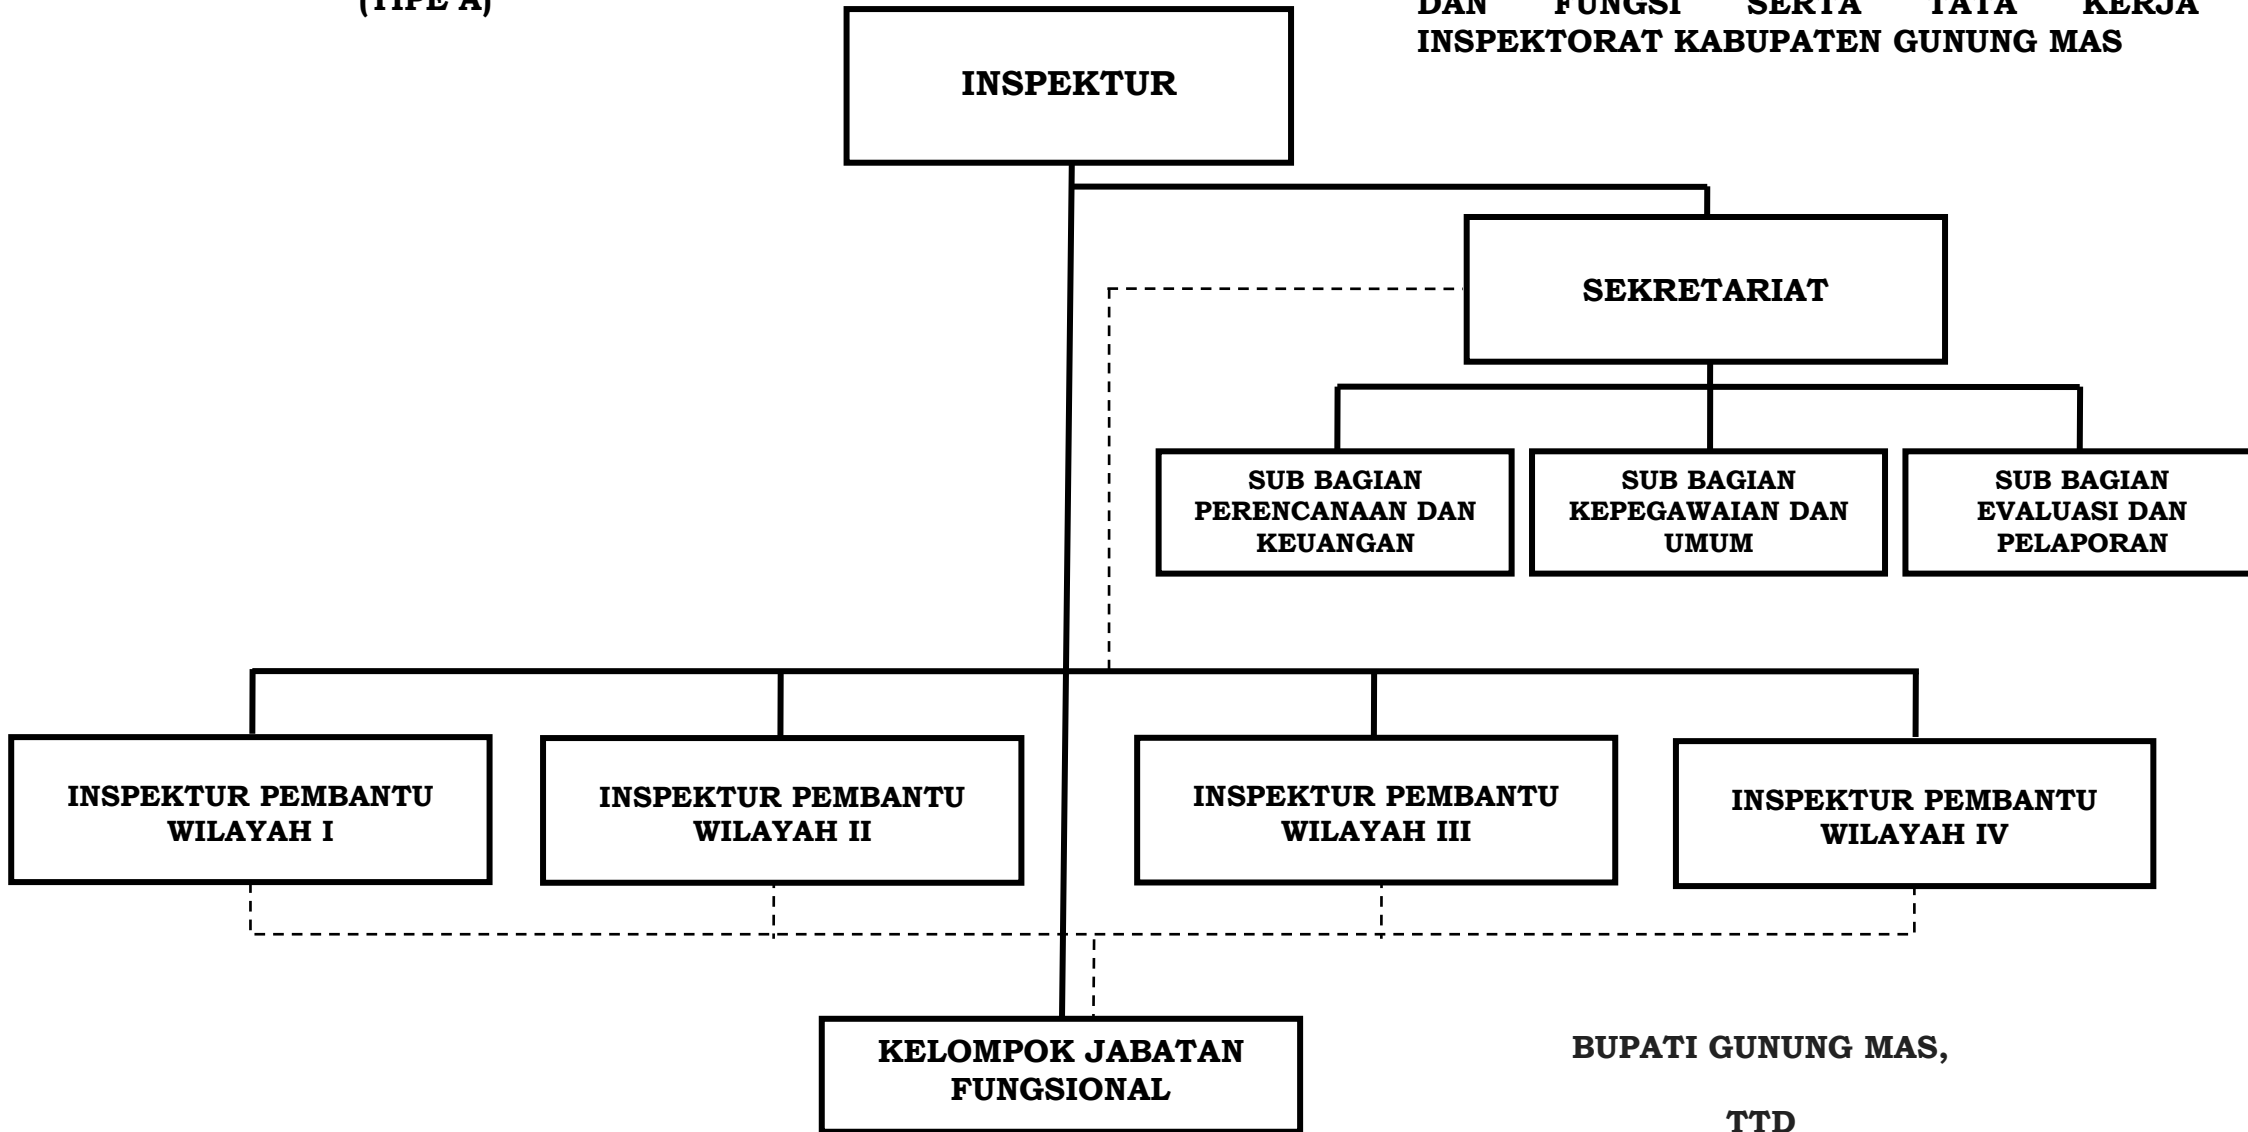 (TIPE A)
DAN FUNGSI SERTA TATA KERJA
INSPEKTORAT KABUPATEN GUNUNG MAS
INSPEKTUR
SEKRETARIAT
SUB BAGIAN
PERENCANAAN DAN
KEUANGAN
SUB BAGIAN
KEPEGAWAIAN DAN
UMUM
SUB BAGIAN
EVALUASI DAN
PELAPORAN
INSPEKTUR PEMBANTU
WILAYAH I
INSPEKTUR PEMBANTU
WILAYAH II
INSPEKTUR PEMBANTU
WILAYAH III
INSPEKTUR PEMBANTU
WILAYAH IV
KELOMPOK JABATAN
FUNGSIONAL
BUPATI GUNUNG MAS,
TTD